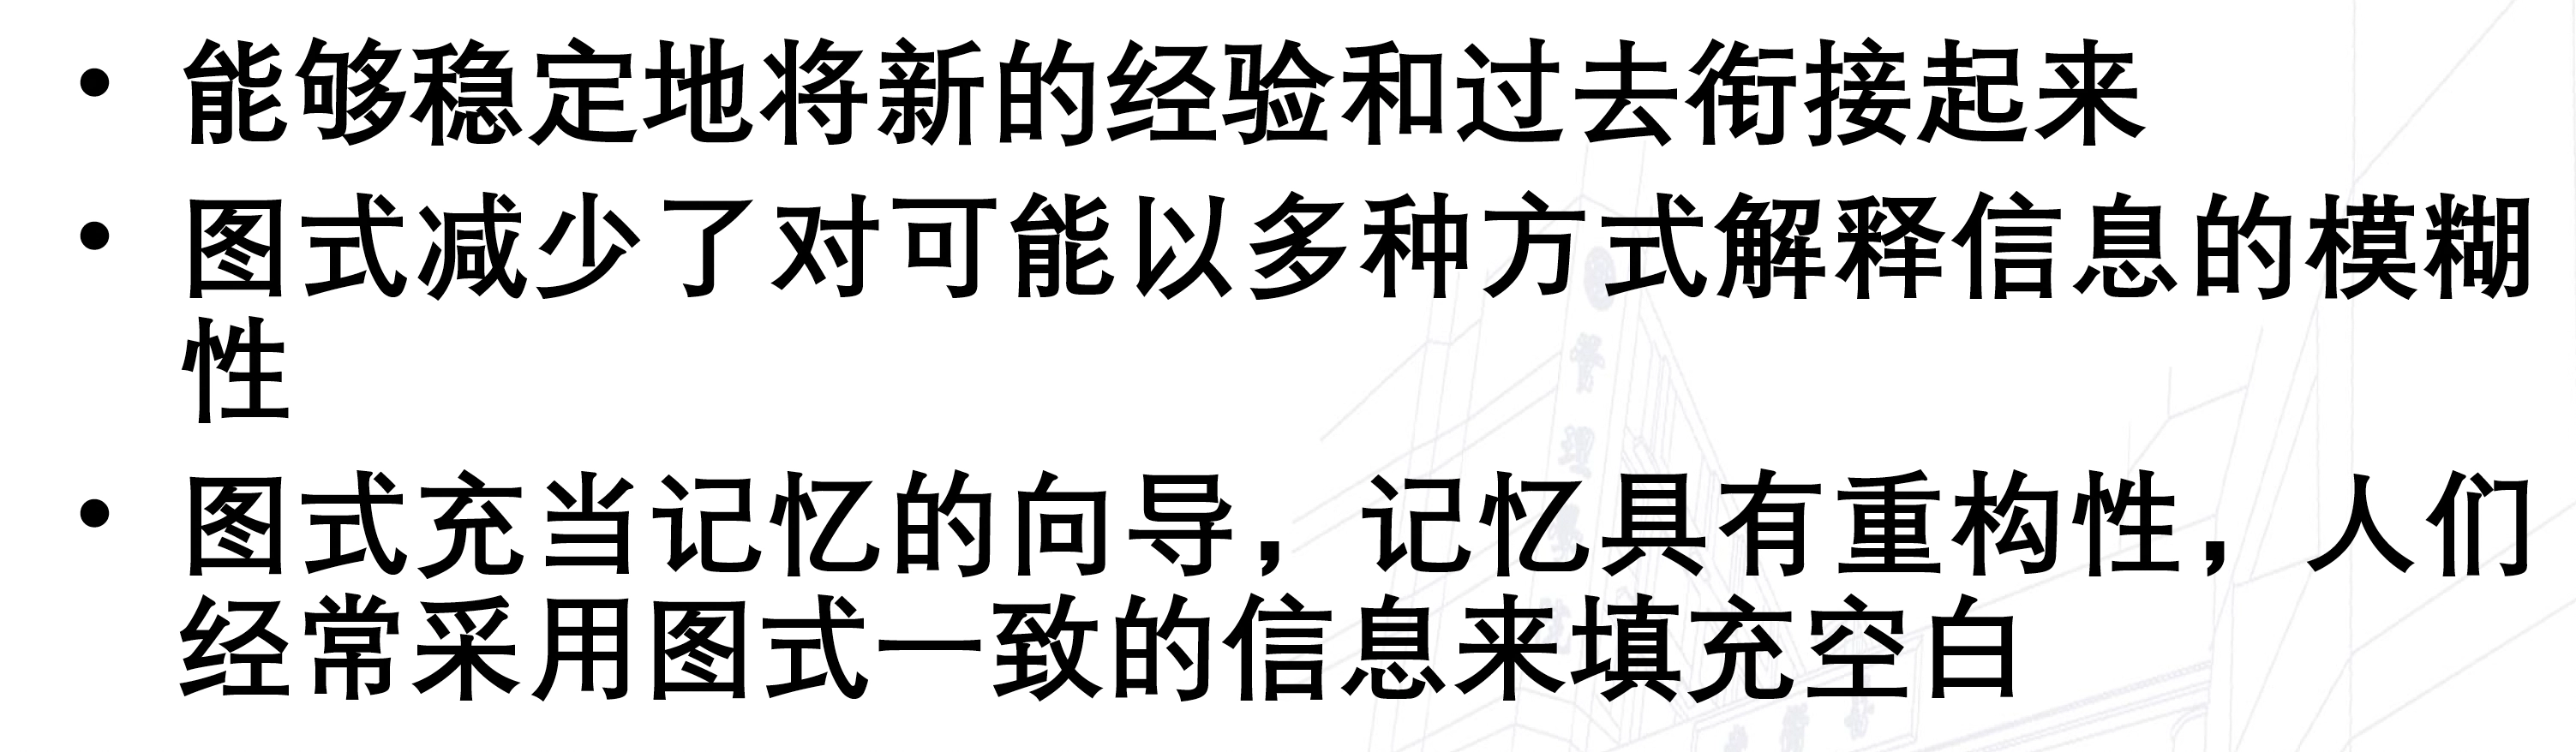 • 能够稳定地将新的经验和过去衔接起来
• 图式减少了对可能以多种方式解释信息的模糊
性
• 图式充当记忆的向导，记忆具有重构性，人们
经常采用图式一致的信息来填充空白